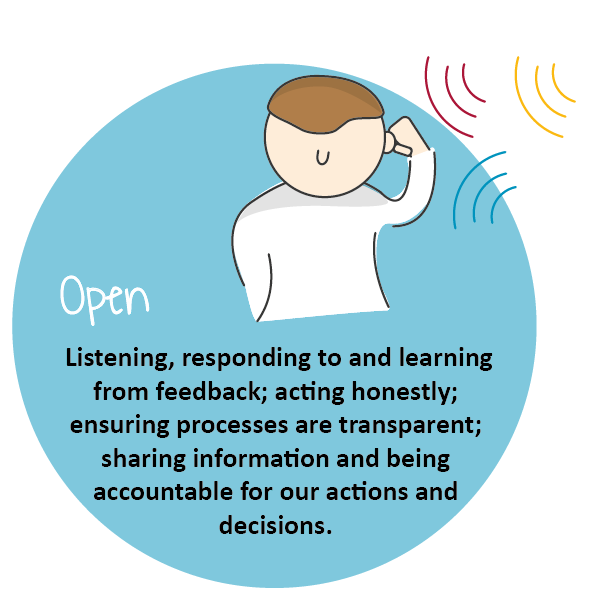 Open
Listening, responding to and learning
from feedback; acting honestly;
ensuring processes are transparent;
sharing information and being
accountable for our actions and
decisions.